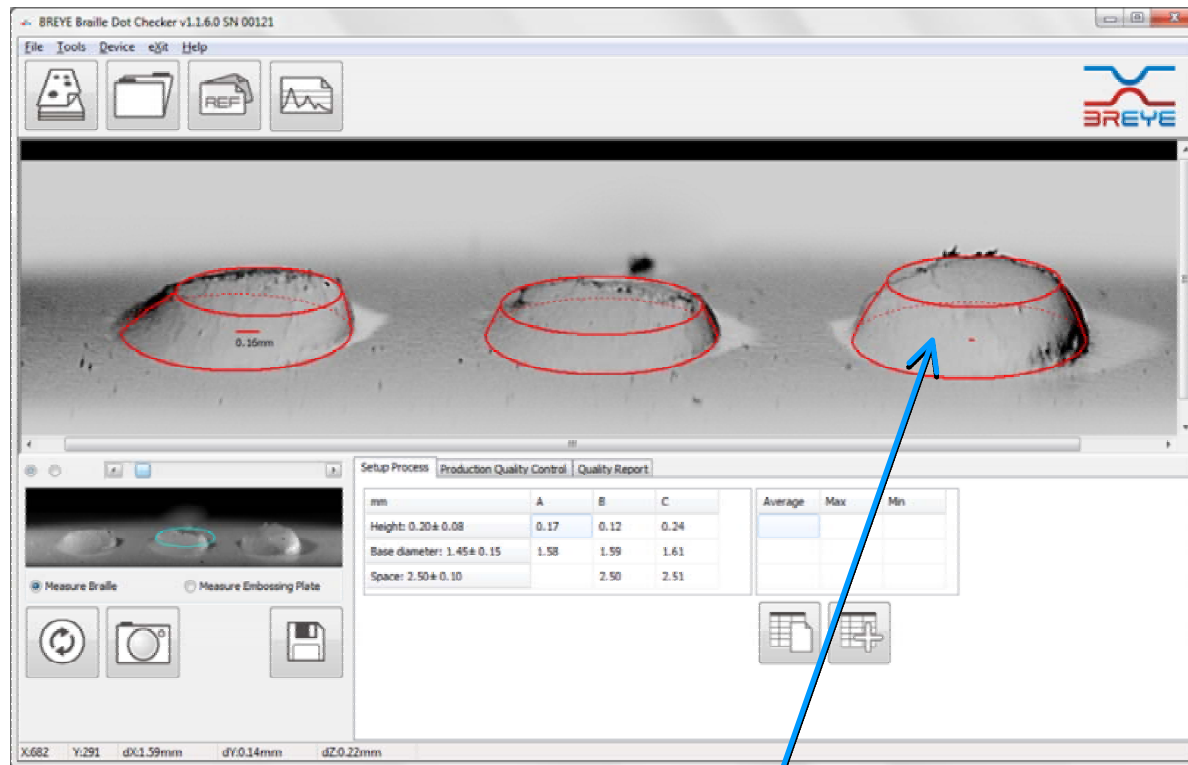 BREYE Braille Dot Checker v1.1.6.0 SN 00121
File Tools Device eXit Help
REF
BREYE
0.16mm
Setup Process Production Quality Control Quality Report
mm A B C Average Max Min
Height: 0.20± 0.08 0.17 0.12 0.24
Base diameter: 1.45± 0.15 1.58 1.59 1.61
Space: 2.50± 0.10 2.50 2.51
Measure Braille Measure Embossing Plate
X:682 Y:291 dX:1.59mm dY:0.14mm dZ:0.22mm